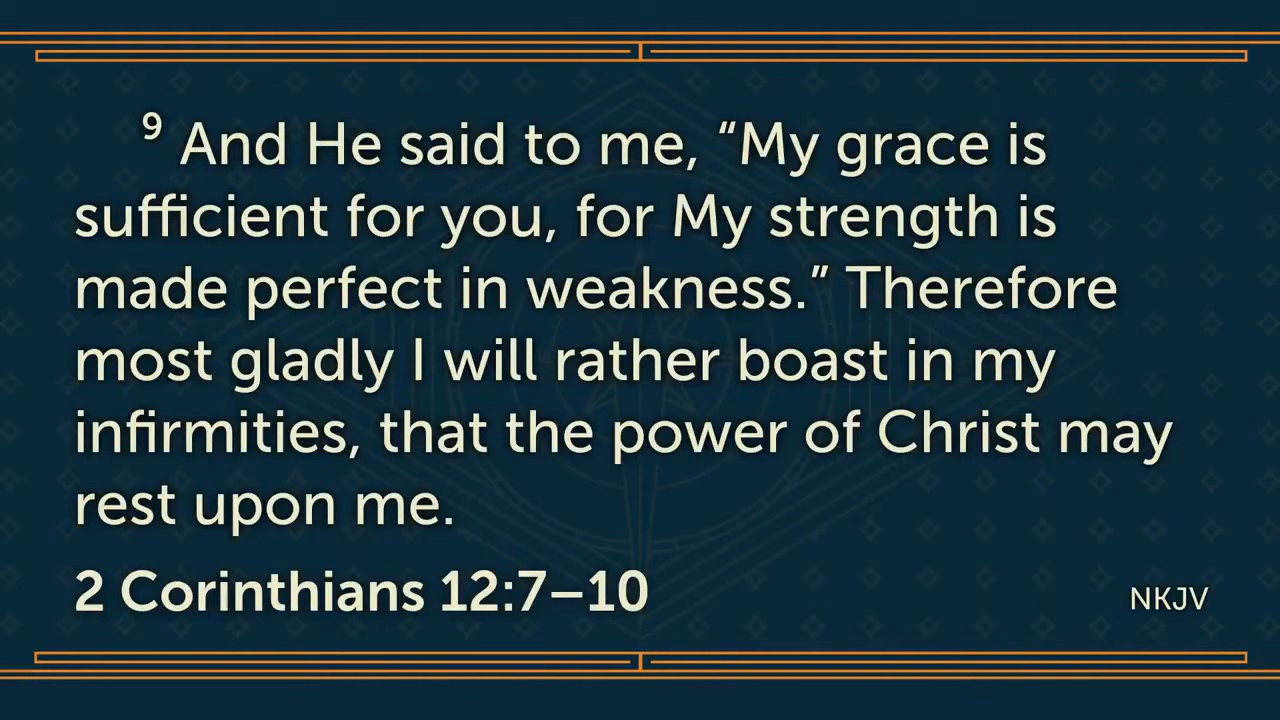 9 And He said to me, “My grace is
sufficient for you, for My strength is
made perfect in weakness.” Therefore
most gladly I will rather boast in my
infirmities, that the power of Christ may
rest upon me.
2 Corinthians 12:7–10
NKJV